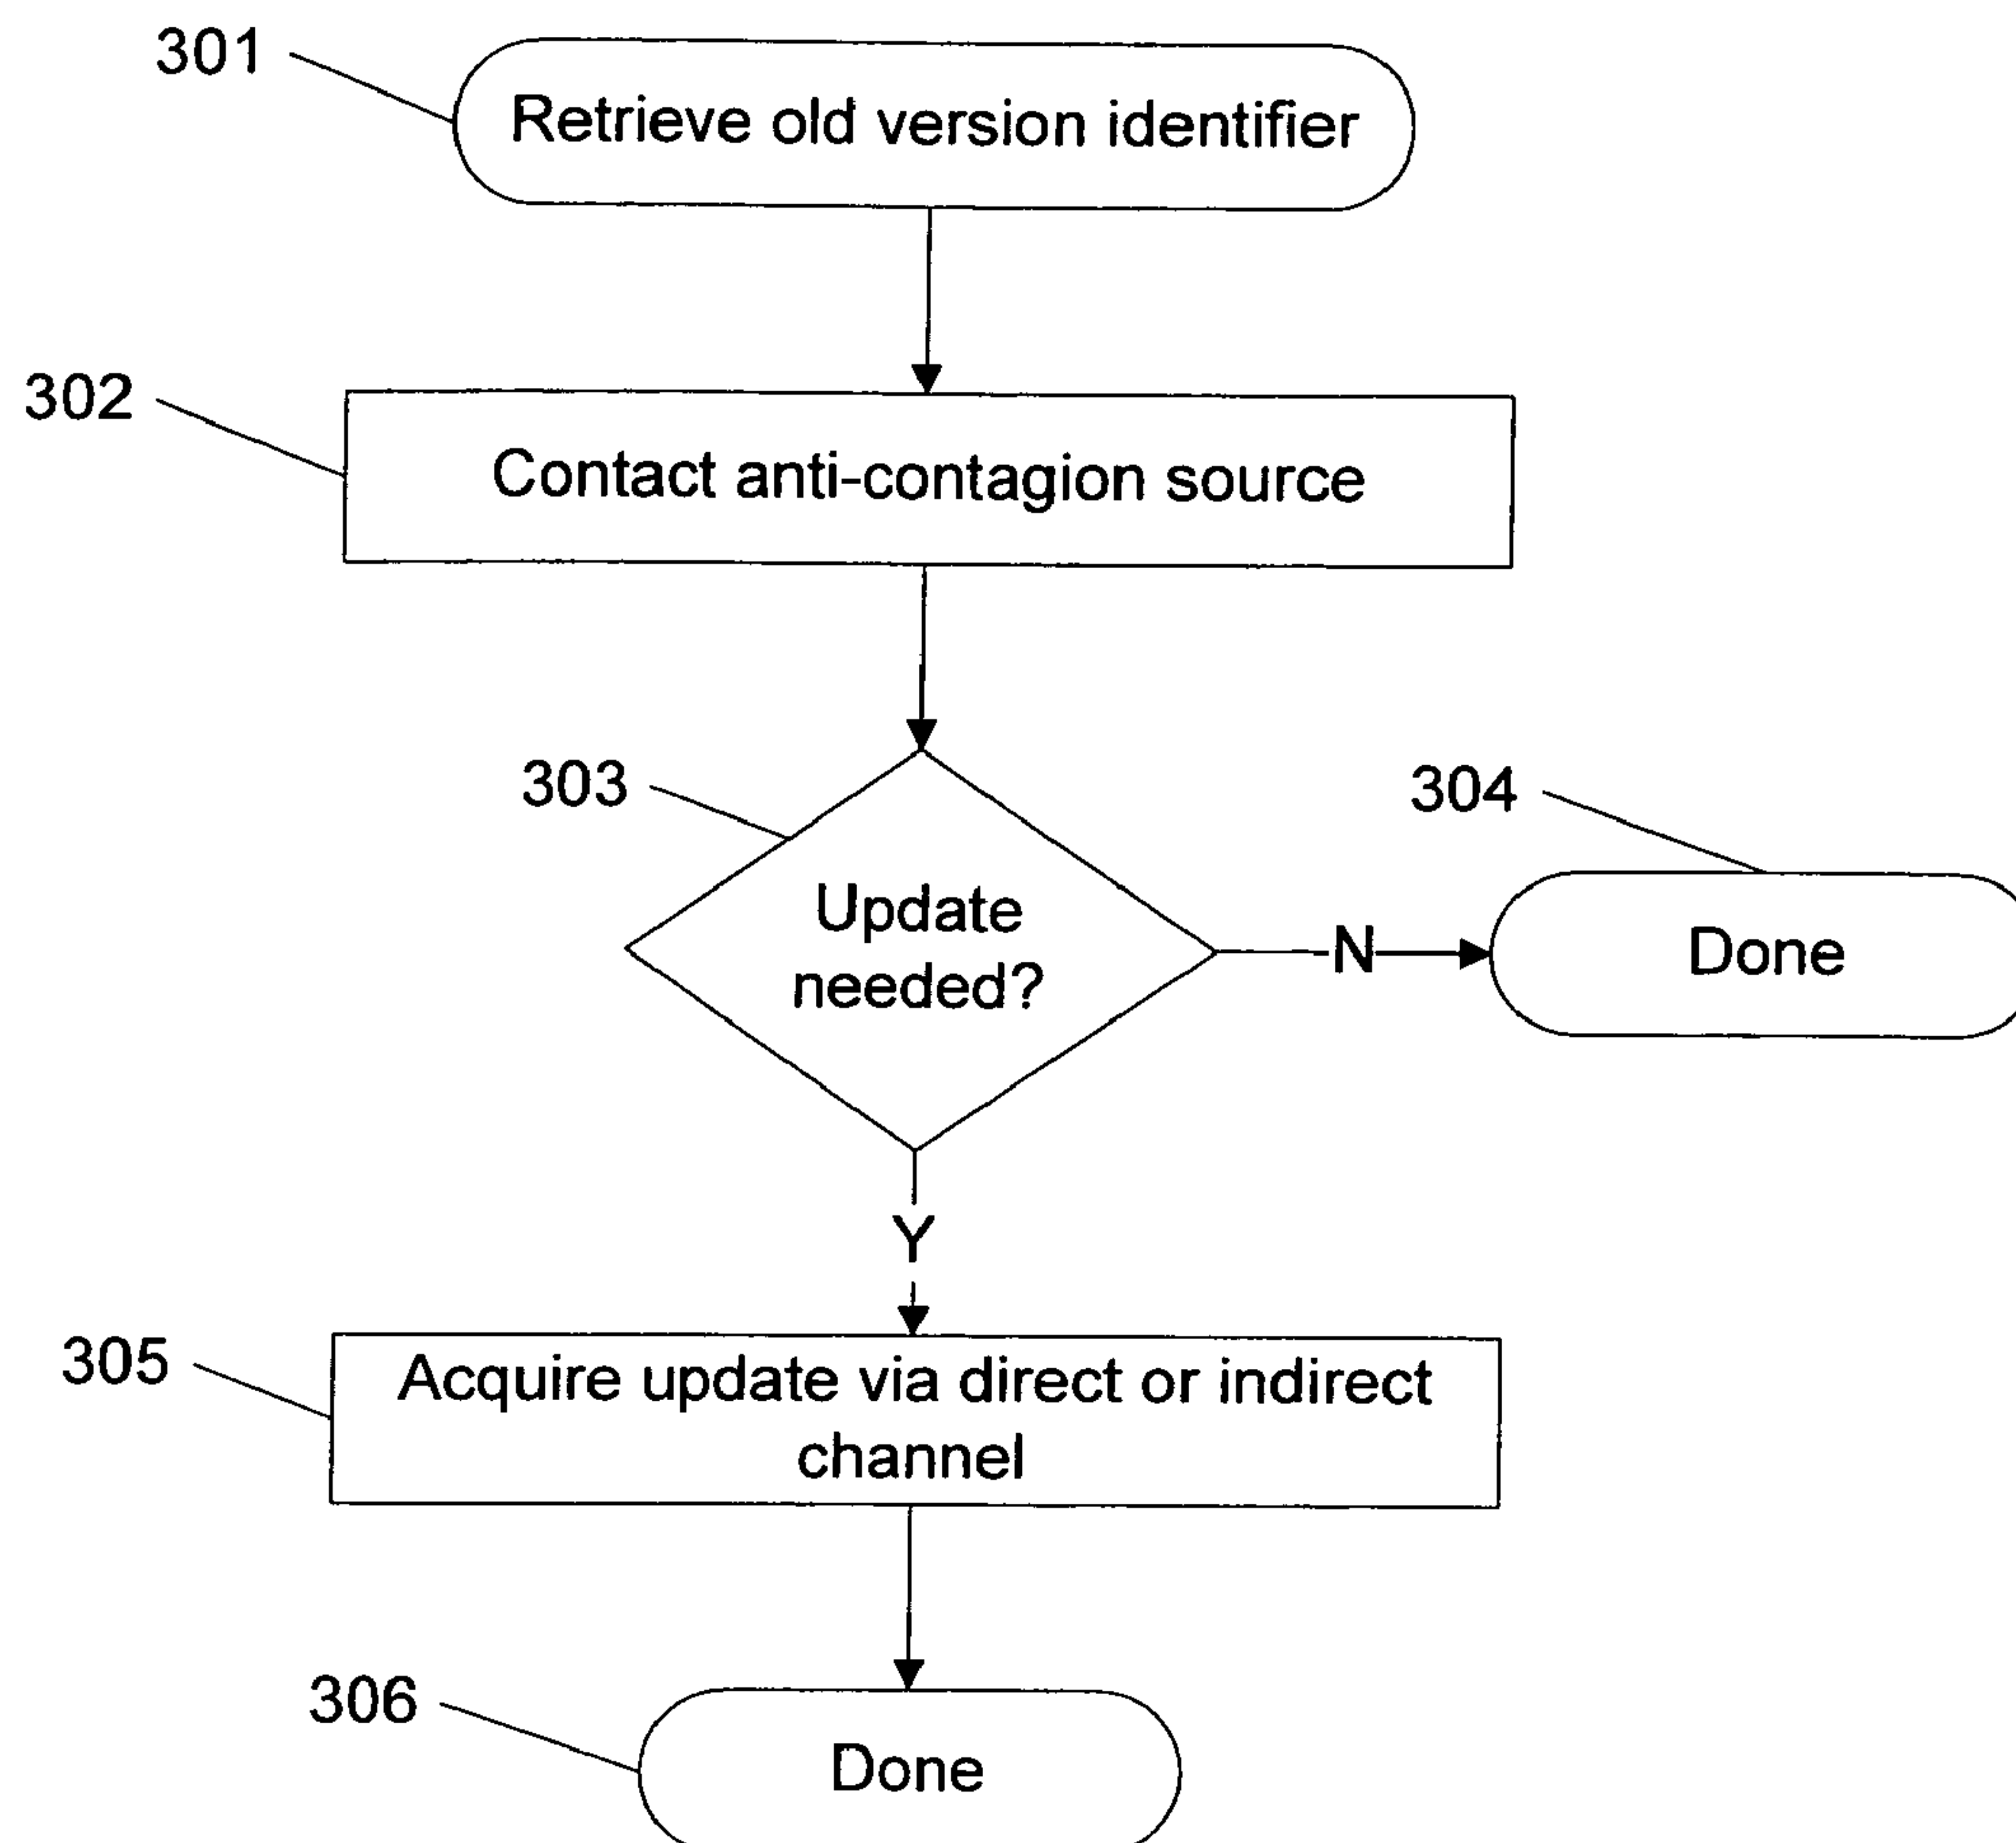 301
Retrieve old version identifier
302
Contact anti-contagion source
303
304
Update
needed?
N
Done
Y
305
Acquire update via direct or indirect
channel
306
Done